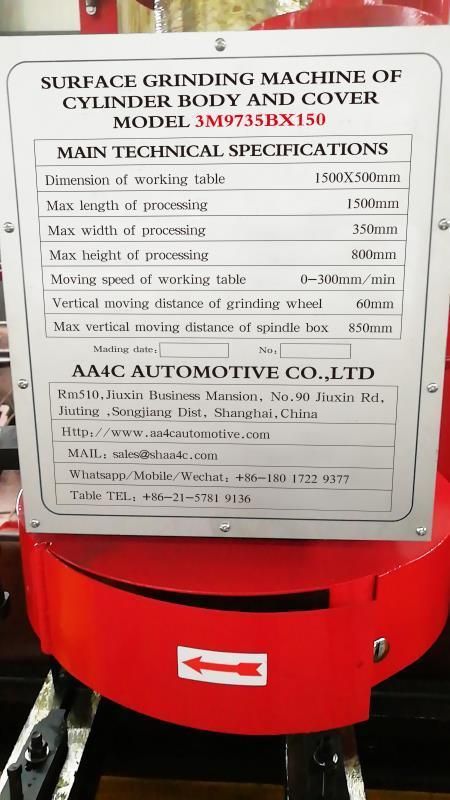 SURFACE GRINDING MACHINE OF
CYLINDER BODY AND COVER
MODEL 3M9735BX150
MAIN TECHNICAL SPECIFICATIONS
Dimension of working table 1500X500mm
Max length of processing 1500mm
Max width of processing 350mm
Max height of processing 800mm
Moving speed of working table 0-300mm/min
Vertical moving distance of grinding wheel 60mm
Max vertical moving distance of spindle box 850mm
Mading date: No:
AA4C AUTOMOTIVE CO.,LTD
Rm510,Jiuxin Business Mansion, No.90 Jiuxin Rd,
Jiuting ,Songjiang Dist, Shanghai,China
Http://www.aa4cautomotive.com
MAIL: sales@shaa4c.com
Whatsapp/Mobile/Wechat: +86-180 1722 9377
Table TEL: +86-21-5781 9136